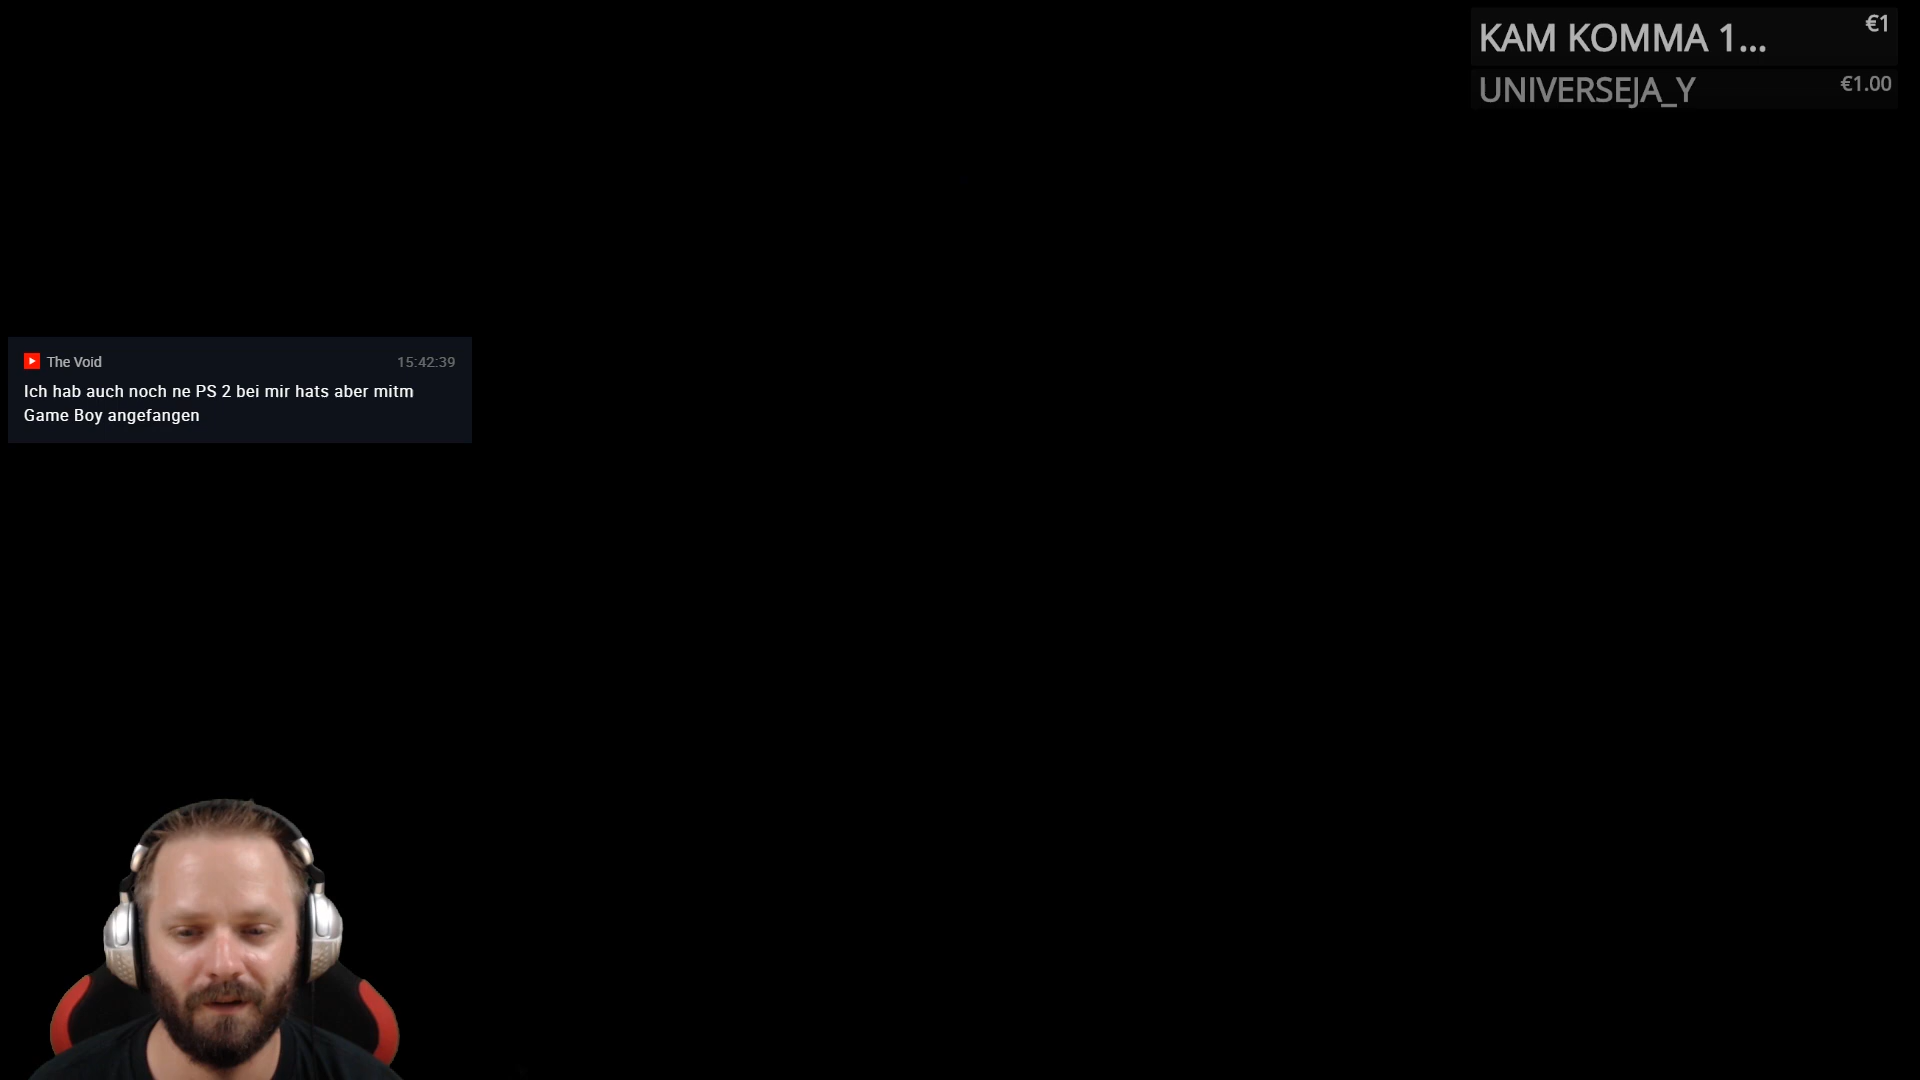 KAM KOMMA 1... €1
UNIVERSEJA_Y €1.00
The Void 15:42:39
Ich hab auch noch ne PS 2 bei mir hats aber mitm
Game Boy angefangen